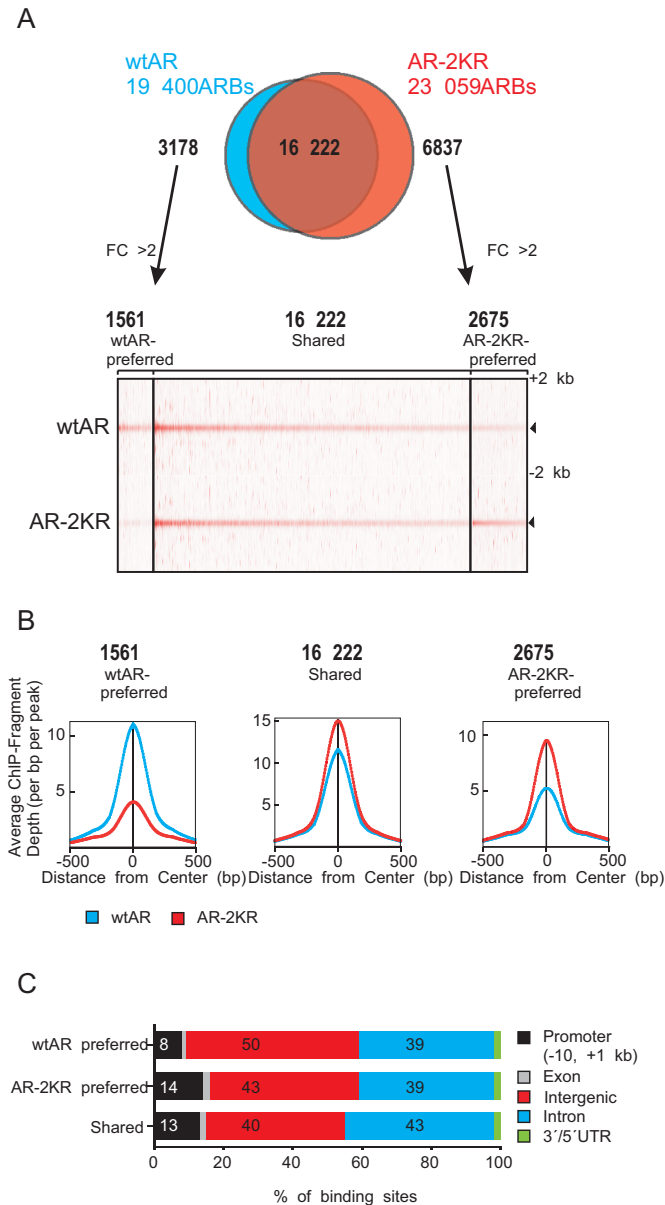 A
wtAR
19 400ARBs
AR-2KR
23 059ARBs
3178
16 222
6837
FC >2
FC >2
1561
wtAR-
preferred
16 222
Shared
2675
AR-2KR-
preferred
+2 kb
wtAR
-2 kb
AR-2KR
B
1561
wtAR-
preferred
16 222
Shared
2675
AR-2KR-
preferred
Average ChIP-Fragment
Depth (per bp per peak)
10
5
-500 0 500
Distance from Center (bp)
15
10
5
-500 0 500
Distance from Center (bp)
10
5
-500 0 500
Distance from Center (bp)
wtAR AR-2KR
C
wtAR preferred 8 50 39
AR-2KR preferred 14 43 39
Shared 13 40 43
0 20 40 60 80 100
% of binding sites
Promoter
(-10, +1 kb)
Exon
Intergenic
Intron
3´/5´UTR